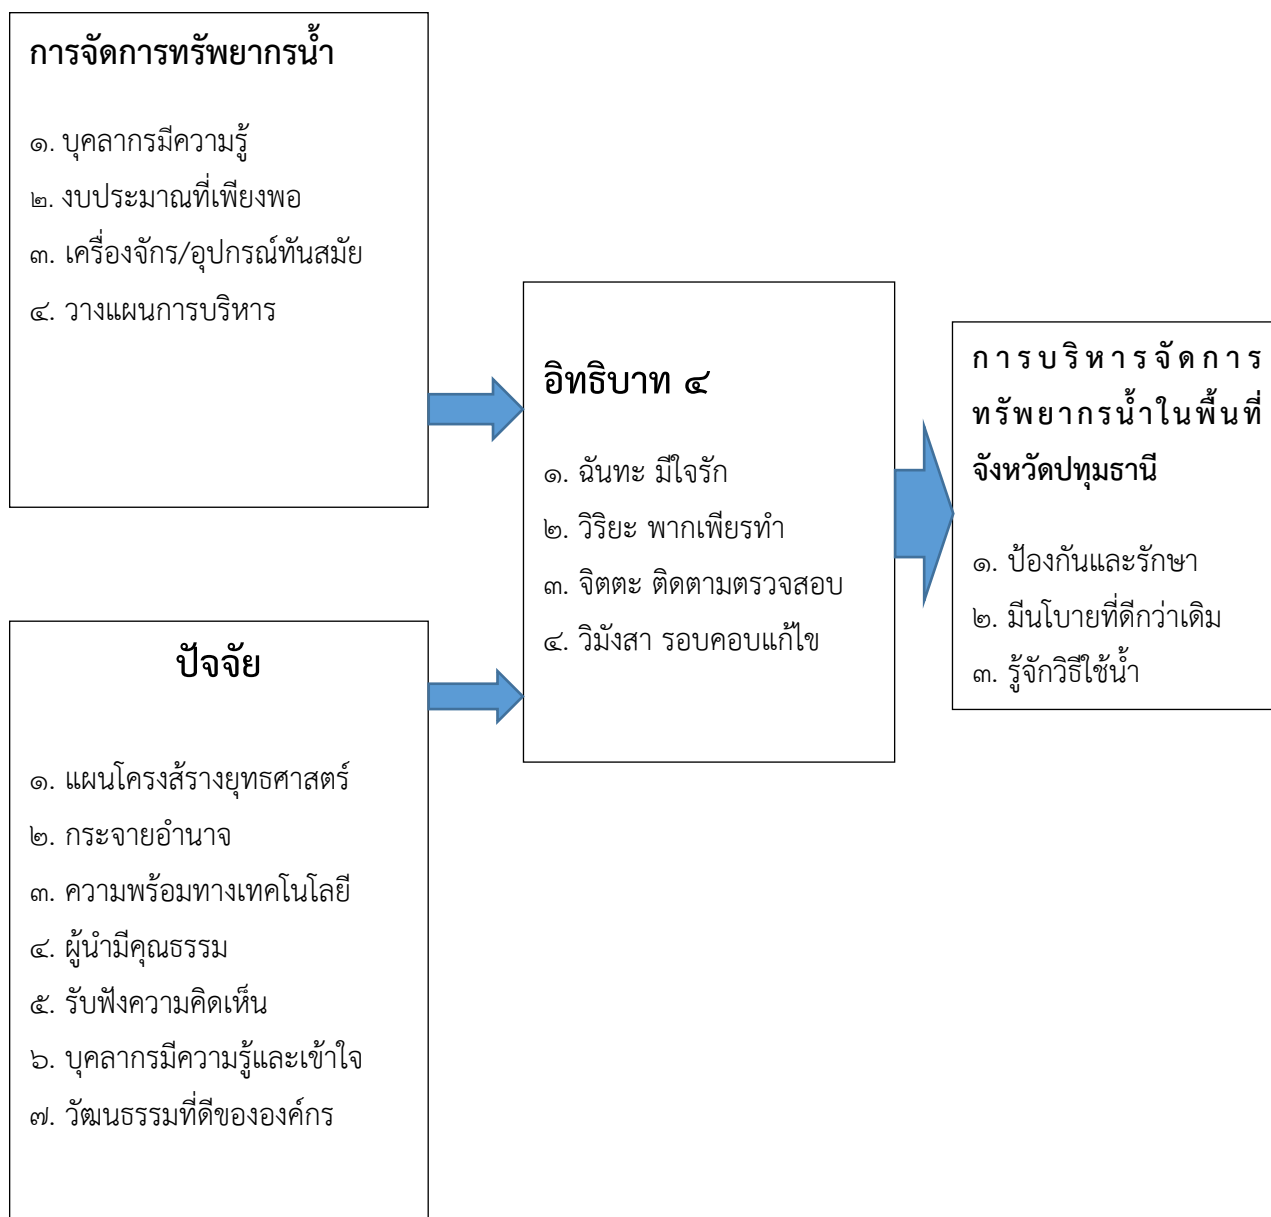 การจัดการทรัพยากรน้ำ
๑. บุคลากรมีความรู้
๒. งบประมาณที่เพียงพอ
๓. เครื่องจักร/อุปกรณ์ทันสมัย
๔. วางแผนการบริหาร
ปัจจัย
๑. แผนโครงส้รางยุทธศาสตร์
๒. กระจายอำนาจ
๓. ความพร้อมทางเทคโนโลยี
๔. ผู้นำมีคุณธรรม
๕. รับฟังความคิดเห็น
๖. บุคลากรมีความรู้และเข้าใจ
๗. วัฒนธรรมที่ดีขององค์กร
อิทธิบาท ๔
๑. ฉันทะ มีใจรัก
๒. วิริยะ พากเพียรทำ
๓. จิตตะ ติดตามตรวจสอบ
๔. วิมังสา รอบคอบแก้ไข
การบริหารจัดการ
ทรัพยากรน้ำในพื้นที่
จังหวัดปทุมธานี
๑. ป้องกันและรักษา
๒. มีนโบายที่ดีกว่าเดิม
๓. รู้จักวิธีใช้น้ำ